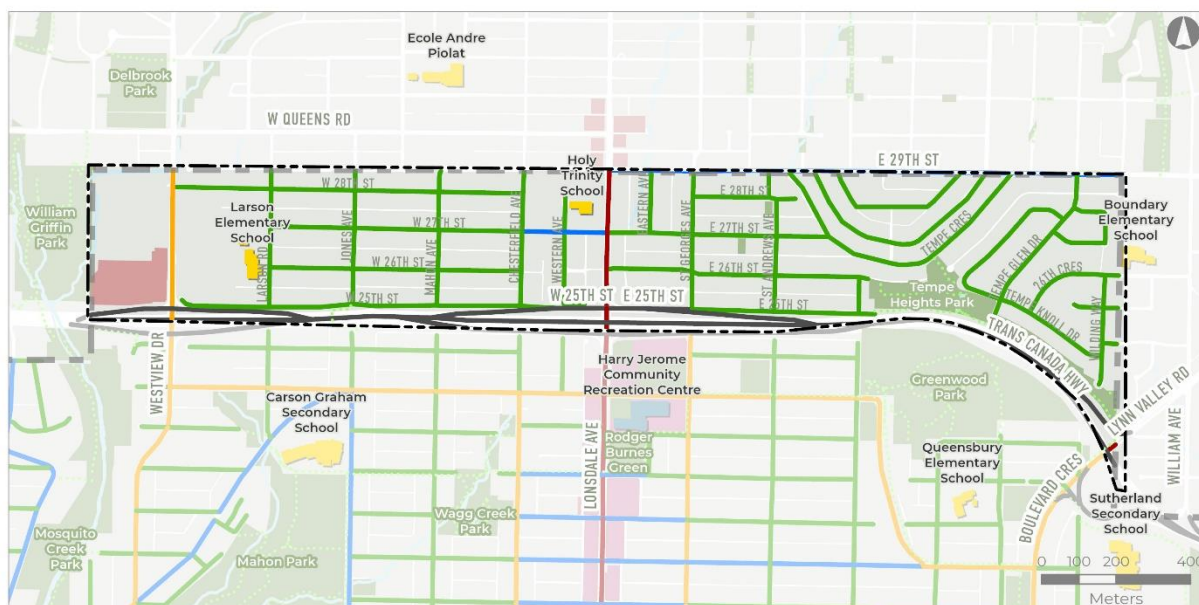 Ecole Andre
Piolat
Delbrook
Park
W QUEENS RD
Holy
Trinity
School
E 29TH ST
W 28TH ST
E 28TH ST
William
Griffin
Park
Larson
Elementary
School
Boundary
Elementary
School
W 27TH ST
E 27TH ST
W 26TH ST
E 26TH ST
W 25TH ST
W 25TH ST
E 25TH ST
E 25TH ST
LARSON RD
JONES AVE
MAHON AVE
CHESTERFIELD AVE
WESTERN AVE
EASTERN AVE
ST GEORGES AVE
ST ANDREWS AVE
TEMPE CRES
TEMPE GLEN DR
26TH CRES
TEMPE KNOLL DR
WILDING WAY
Tempe
Heights Park
TRANS CANADA HWY
LYNN VALLEY RD
WILLIAM AVE
WESTVIEW DR
Harry Jerome
Community
Recreation Centre
Greenwood
Park
Carson Graham
Secondary
School
Rodger
Burnes
Green
LONSDALE AVE
Queensbury
Elementary
School
BOULEVARD CRES
Sutherland
Secondary
School
Wagg Creek
Park
Mosquito
Creek
Park
Mahon Park
0 100 200 400
Meters